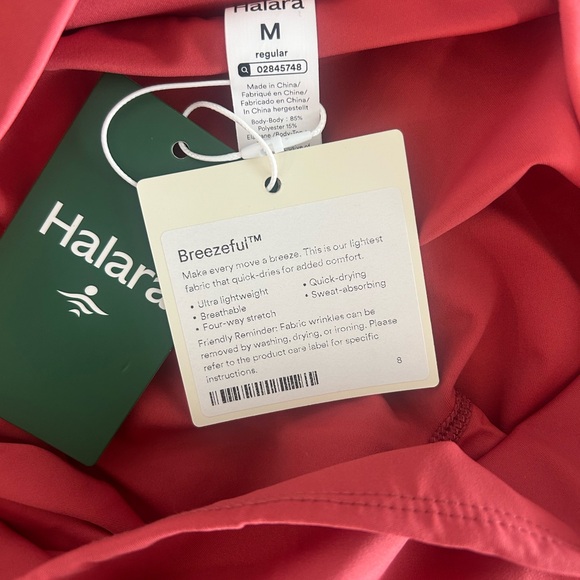 Halara
M
regular
02845748
Made in China/
Fabriqué en Chine/
Fabricado en China/
In China hergestellt
Body-Body : 85%
Polyester 15%
Halara
Breezeful™
Make every move a breeze. This is our lightest
fabric that quick-dries for added comfort.
• Ultra lightweight
• Breathable
• Four-way stretch
• Quick-drying
• Sweat-absorbing
Friendly Reminder: Fabric wrinkles can be
removed by washing, drying, or ironing. Please
refer to the product care label for specific
instructions.
8